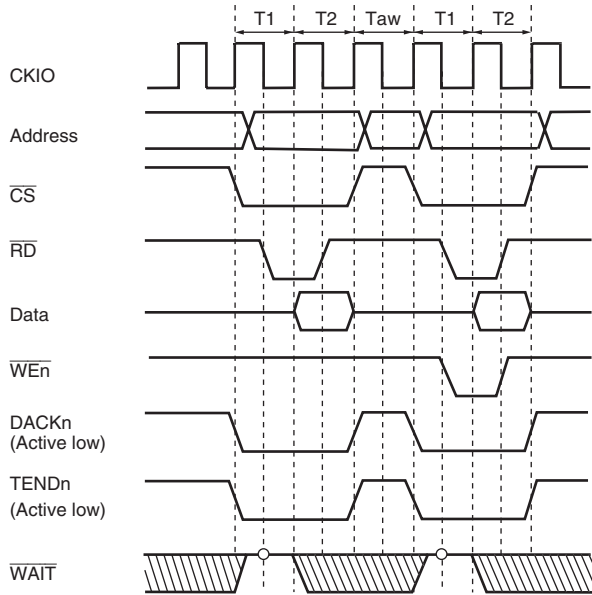 T1 T2 Taw T1 T2
CKIO
Address
CS
RD
Data
WEn
DACKn
(Active low)
TENDn
(Active low)
WAIT